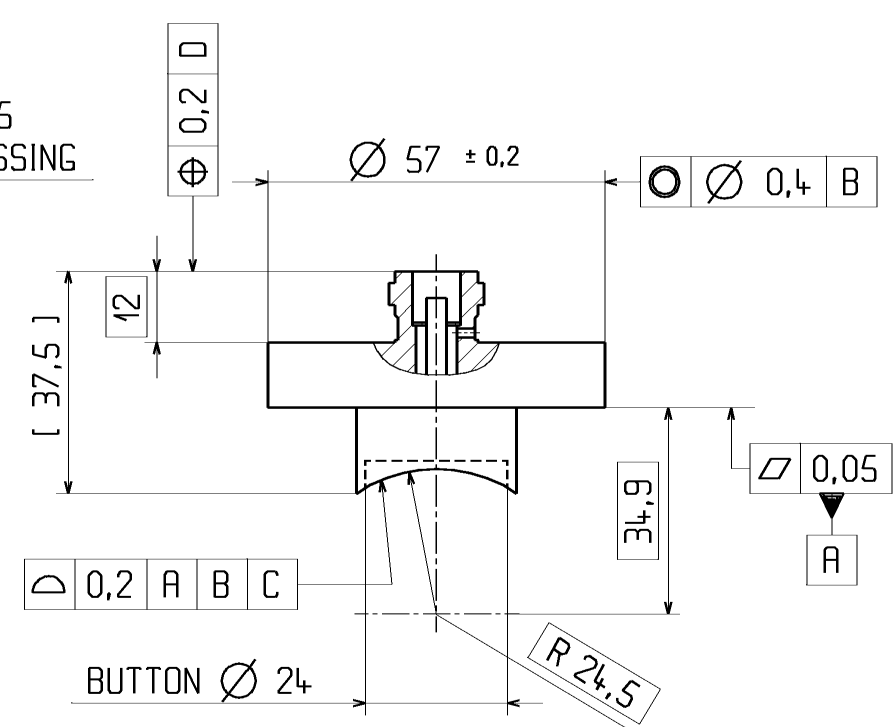 0,2 D
Ø 57 ± 0,2
Ø 0,4 B
12
[ 37,5 ]
34,9
0,05
A
0,2 A B C
R 24,5
BUTTON Ø 24